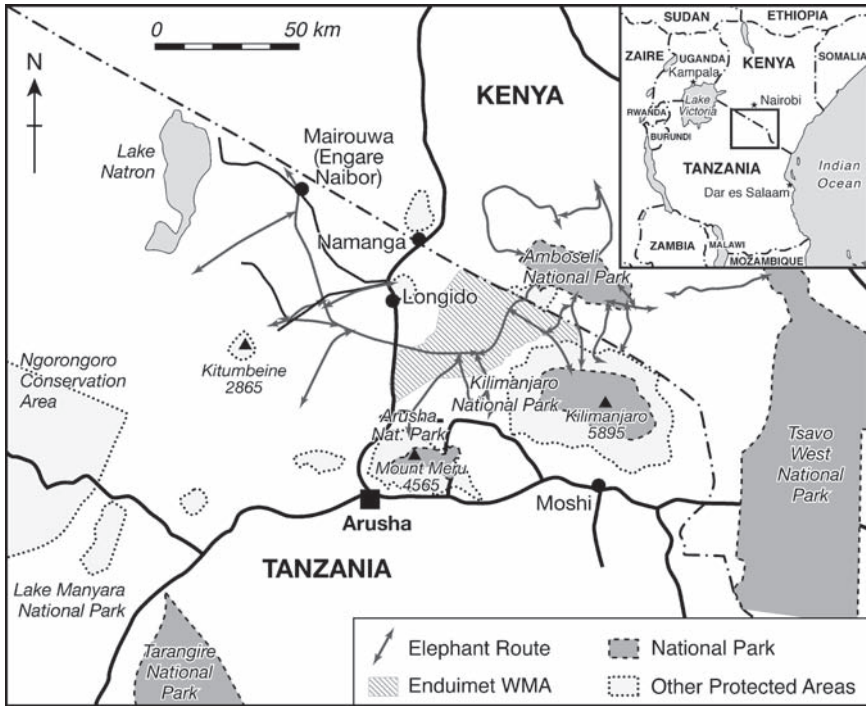 0 50 km
N
KENYA
Lake
Natron
Mairouwa
(Engare
Naibor)
Namanga
Longido
Amboseli
National Park
Kitumbeine
2865
Ngorongoro
Conservation
Area
Kilimanjaro
National Park
Kilimanjaro
5895
Arusha
Nat. Park
Mount Meru
4565
Tsavo
West
National
Park
Arusha
Moshi
TANZANIA
Lake Manyara
National Park
Tarangire
National
Park
SUDAN
ETHIOPIA
ZAIRE
UGANDA
Kampala
KENYA
SOMALIA
Lake
Victoria
Nairobi
RWANDA
BURUNDI
TANZANIA
Indian
Ocean
Dar es Salaam
ZAMBIA
MALAWI
MOZAMBIQUE
Elephant Route
National Park
Enduimet WMA
Other Protected Areas